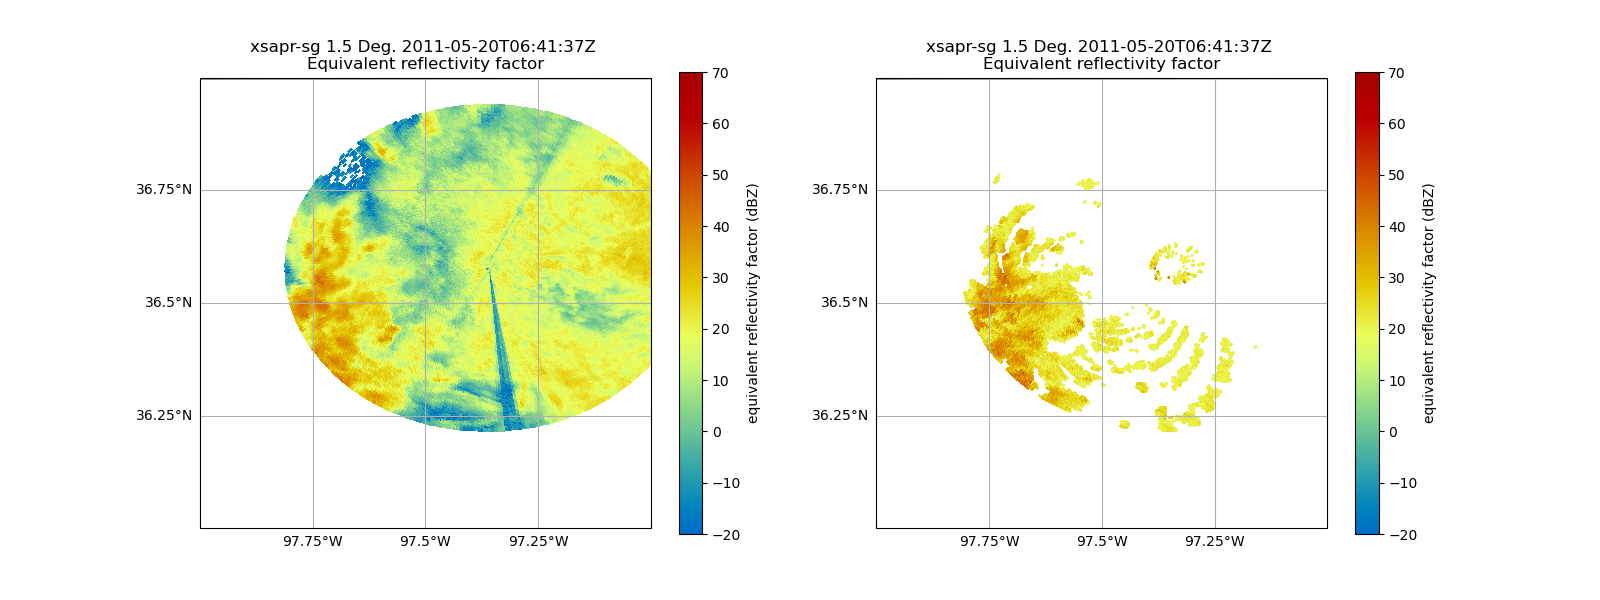 xsapr-sg 1.5 Deg. 2011-05-20T06:41:37Z
Equivalent reflectivity factor
36.75°N
36.5°N
36.25°N
97.75°W
97.5°W
97.25°W
70
60
50
40
30
20
10
0
−10
−20
equivalent reflectivity factor (dBZ)
xsapr-sg 1.5 Deg. 2011-05-20T06:41:37Z
Equivalent reflectivity factor
36.75°N
36.5°N
36.25°N
97.75°W
97.5°W
97.25°W
70
60
50
40
30
20
10
0
−10
−20
equivalent reflectivity factor (dBZ)